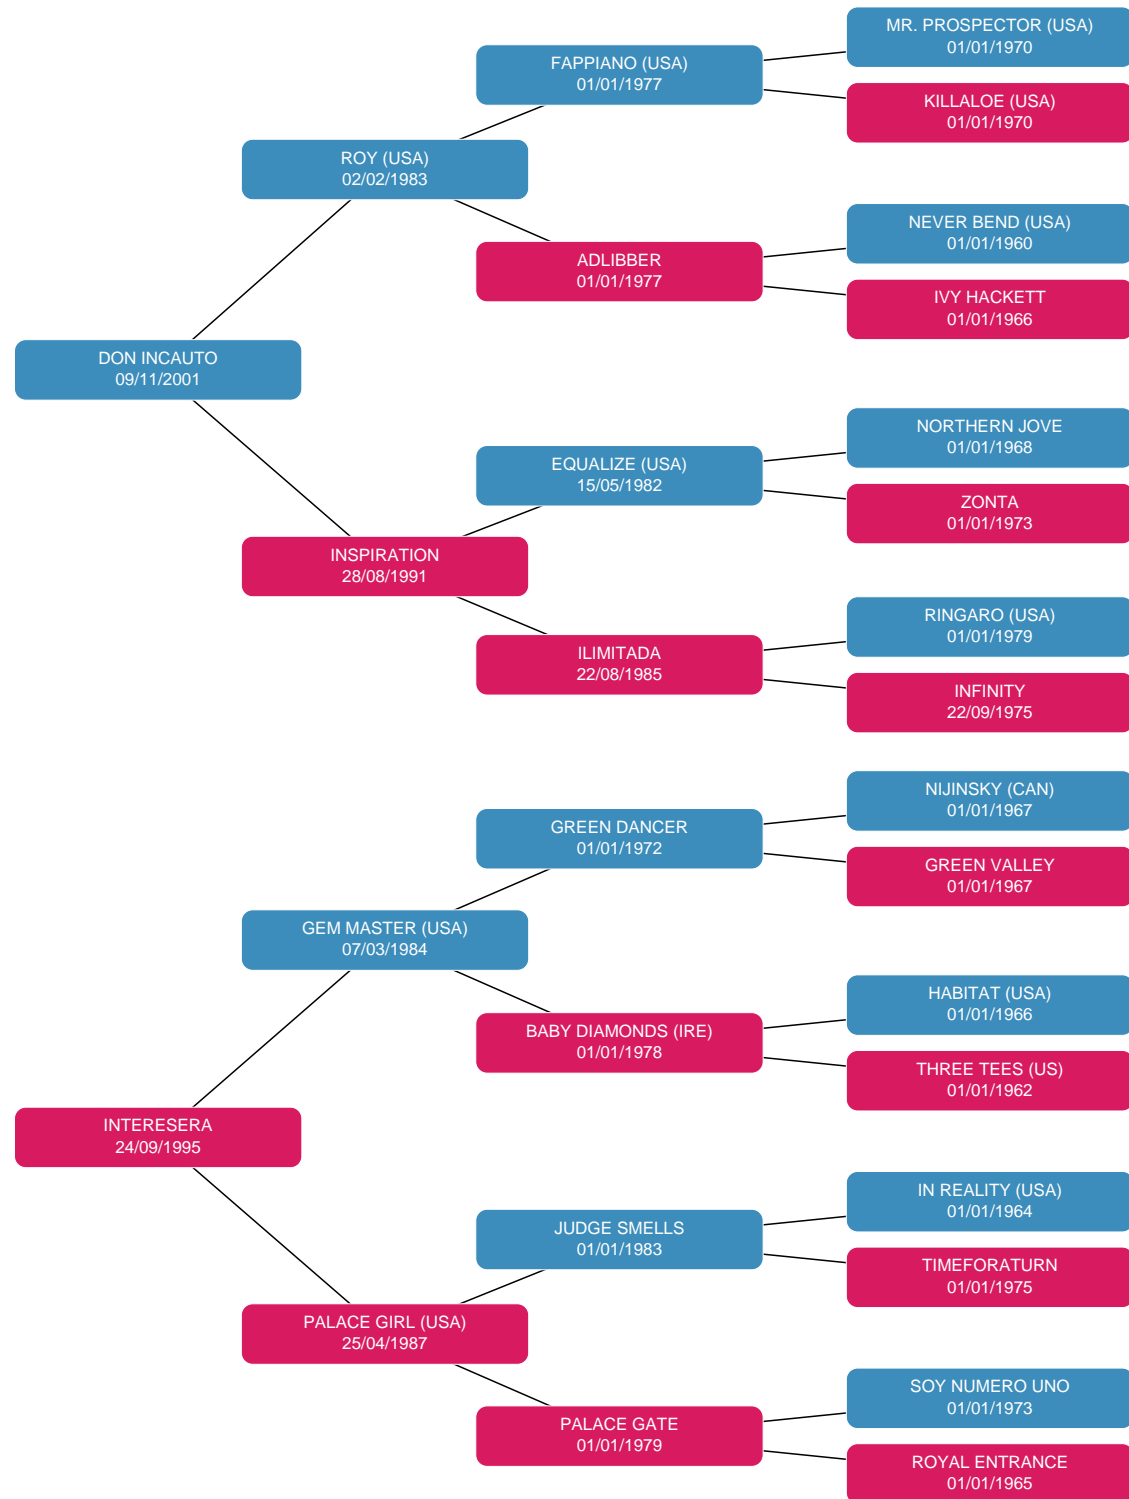 MR. PROSPECTOR (USA)
01/01/1970
FAPPIANO (USA)
01/01/1977
KILLALOE (USA)
01/01/1970
ROY (USA)
02/02/1983
NEVER BEND (USA)
01/01/1960
ADLIBBER
01/01/1977
IVY HACKETT
01/01/1966
DON INCAUTO
09/11/2001
NORTHERN JOVE
01/01/1968
EQUALIZE (USA)
15/05/1982
ZONTA
01/01/1973
INSPIRATION
28/08/1991
RINGARO (USA)
01/01/1979
ILIMITADA
22/08/1985
INFINITY
22/09/1975
NIJINSKY (CAN)
01/01/1967
GREEN DANCER
01/01/1972
GREEN VALLEY
01/01/1967
GEM MASTER (USA)
07/03/1984
HABITAT (USA)
01/01/1966
BABY DIAMONDS (IRE)
01/01/1978
THREE TEES (US)
01/01/1962
INTERESERA
24/09/1995
IN REALITY (USA)
01/01/1964
JUDGE SMELLS
01/01/1983
TIMEFORATURN
01/01/1975
PALACE GIRL (USA)
25/04/1987
SOY NUMERO UNO
01/01/1973
PALACE GATE
01/01/1979
ROYAL ENTRANCE
01/01/1965